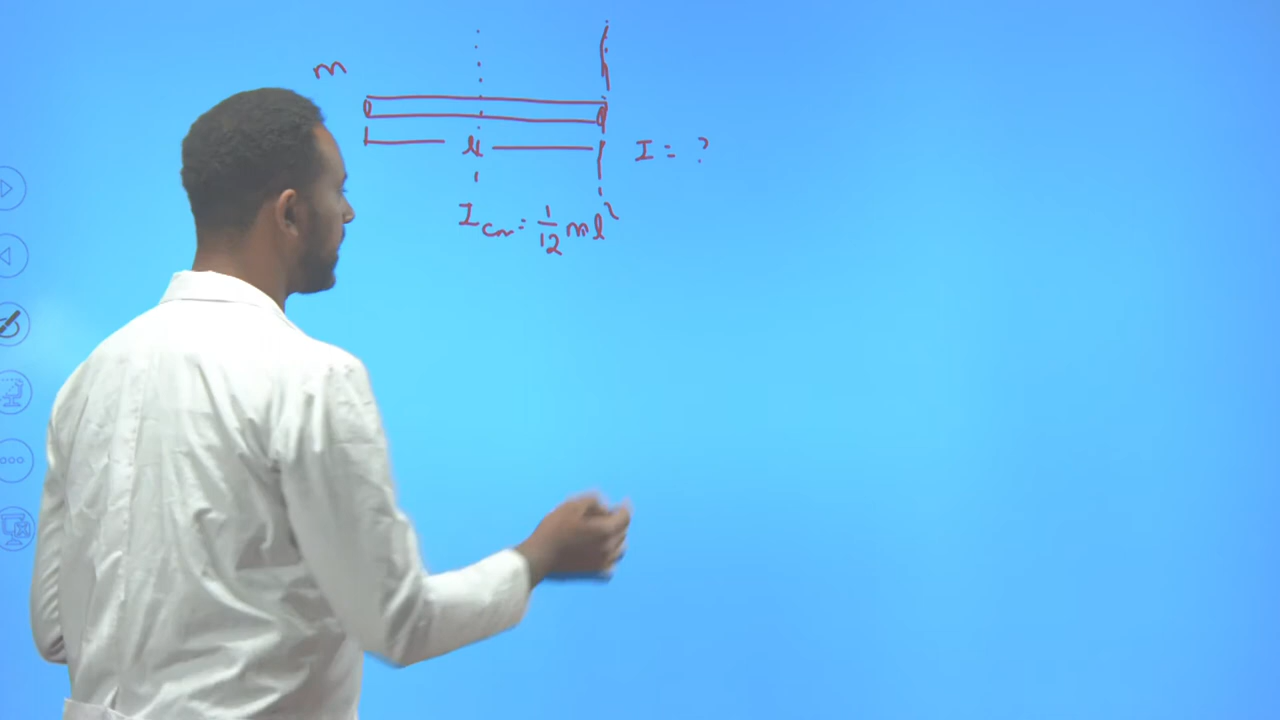 m
l
I = ?
I_cm = 1/12 ml²